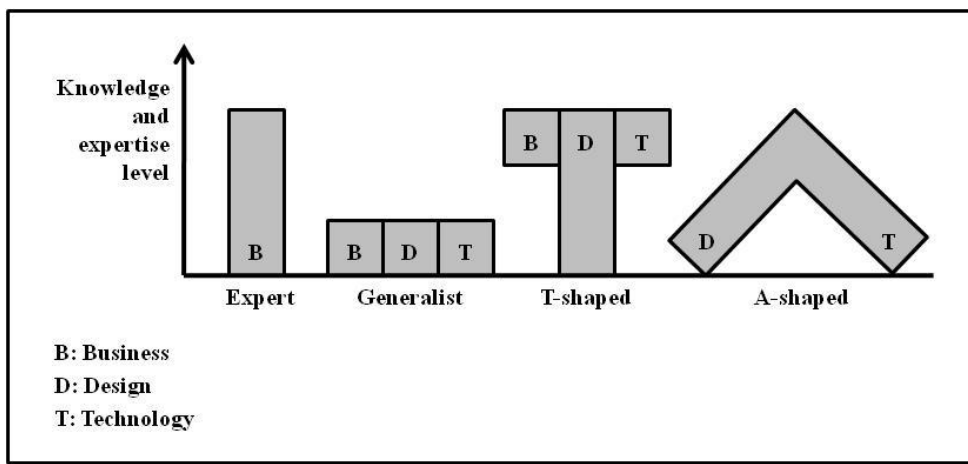 Knowledge
and
expertise
level
B
B D T
B D T
D T
Expert Generalist T-shaped A-shaped
B: Business
D: Design
T: Technology